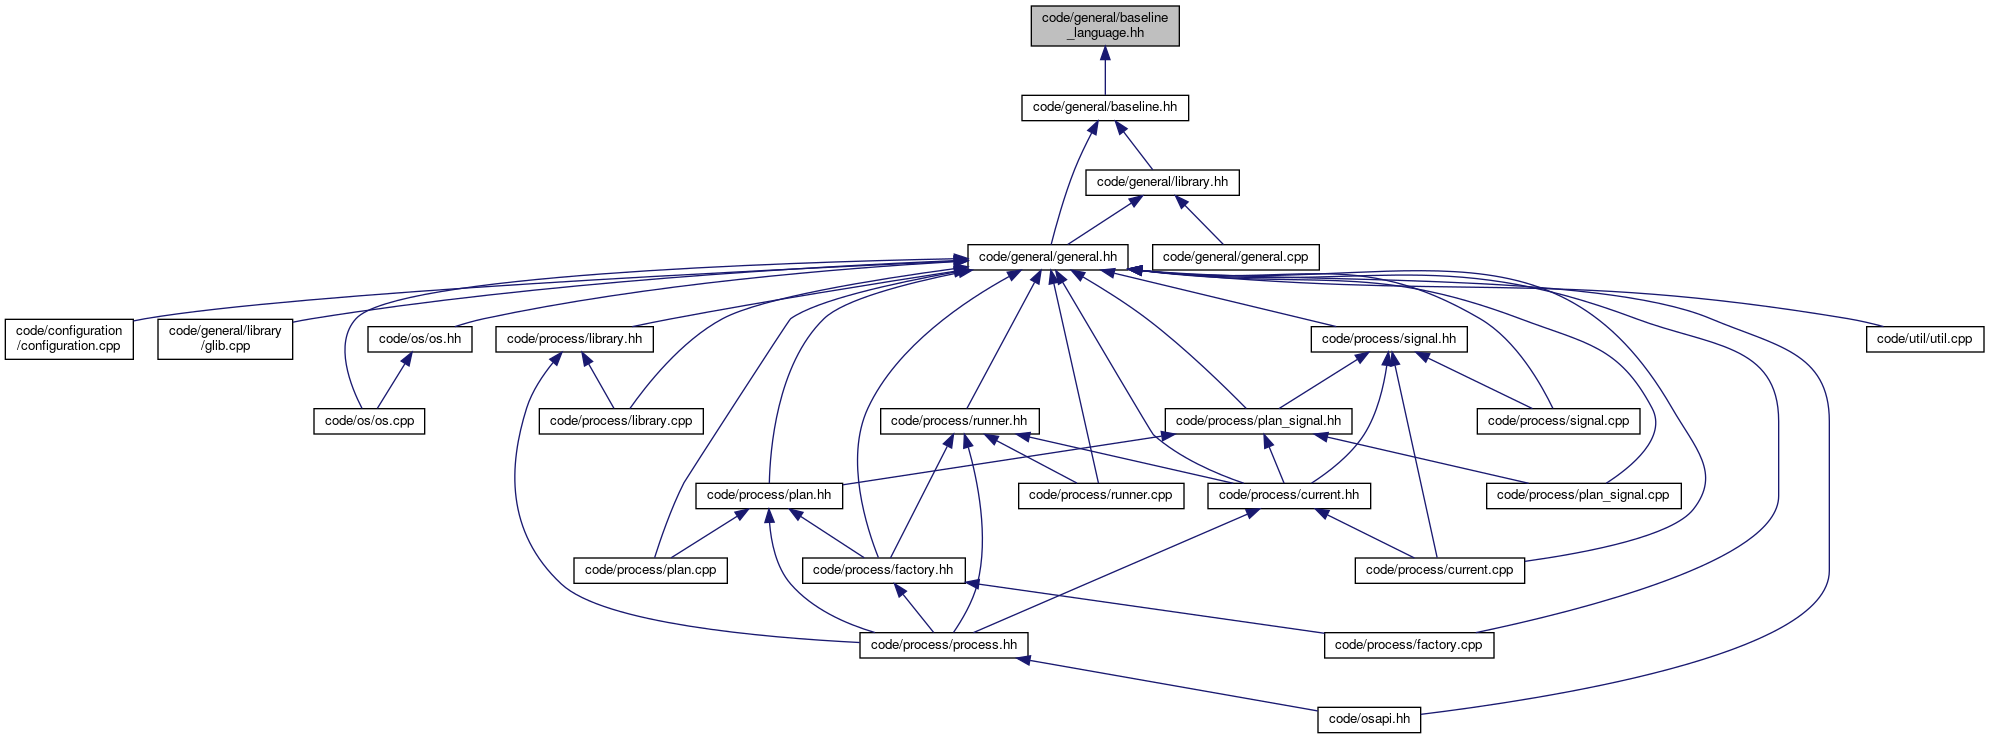 code/general/baseline
_language.hh
code/general/baseline.hh
code/general/library.hh
code/general/general.hh
code/general/general.cpp
code/configuration
/configuration.cpp
code/general/library
/glib.cpp
code/os/os.hh
code/process/library.hh
code/process/signal.hh
code/util/util.cpp
code/os/os.cpp
code/process/library.cpp
code/process/runner.hh
code/process/plan_signal.hh
code/process/signal.cpp
code/process/plan.hh
code/process/runner.cpp
code/process/current.hh
code/process/plan_signal.cpp
code/process/plan.cpp
code/process/factory.hh
code/process/current.cpp
code/process/process.hh
code/process/factory.cpp
code/osapi.hh